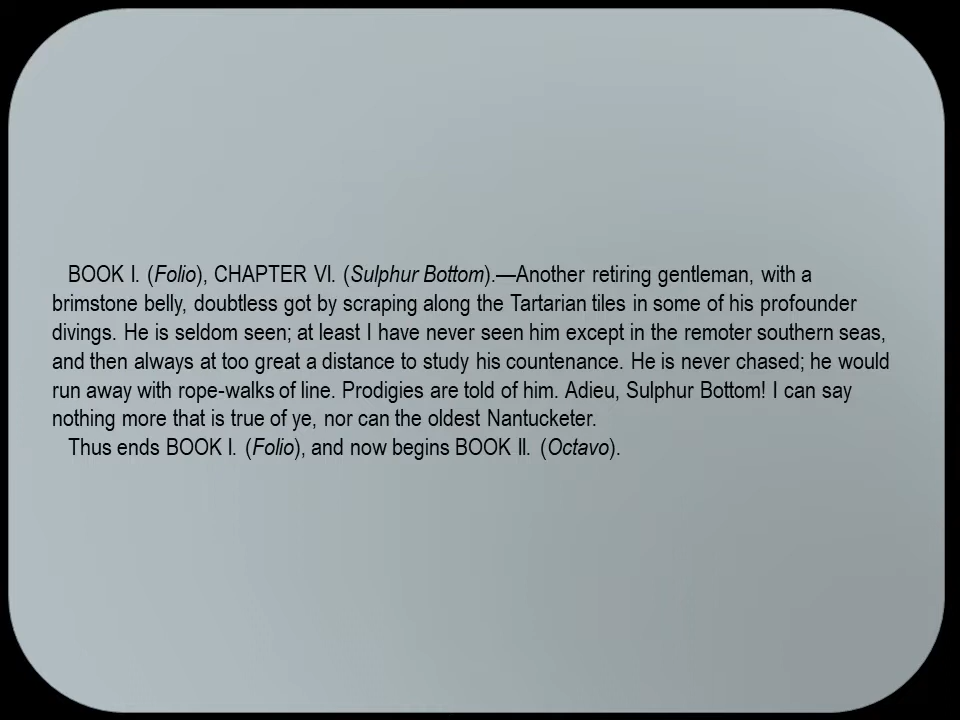 BOOK I. (Folio), CHAPTER VI. (Sulphur Bottom).—Another retiring gentleman, with a
brimstone belly, doubtless got by scraping along the Tartarian tiles in some of his profounder
divings. He is seldom seen; at least I have never seen him except in the remoter southern seas,
and then always at too great a distance to study his countenance. He is never chased; he would
run away with rope-walks of line. Prodigies are told of him. Adieu, Sulphur Bottom! I can say
nothing more that is true of ye, nor can the oldest Nantucketer.
Thus ends BOOK I. (Folio), and now begins BOOK II. (Octavo).